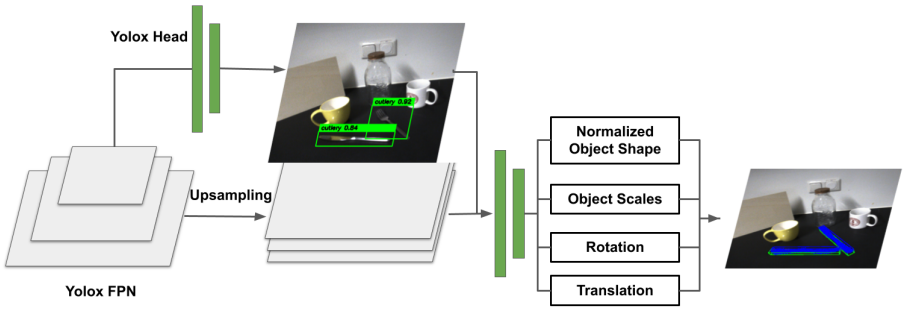 Yolox Head
cutlery 0.92
cutlery 0.84
Upsampling
Yolox FPN
Normalized
Object Shape
Object Scales
Rotation
Translation